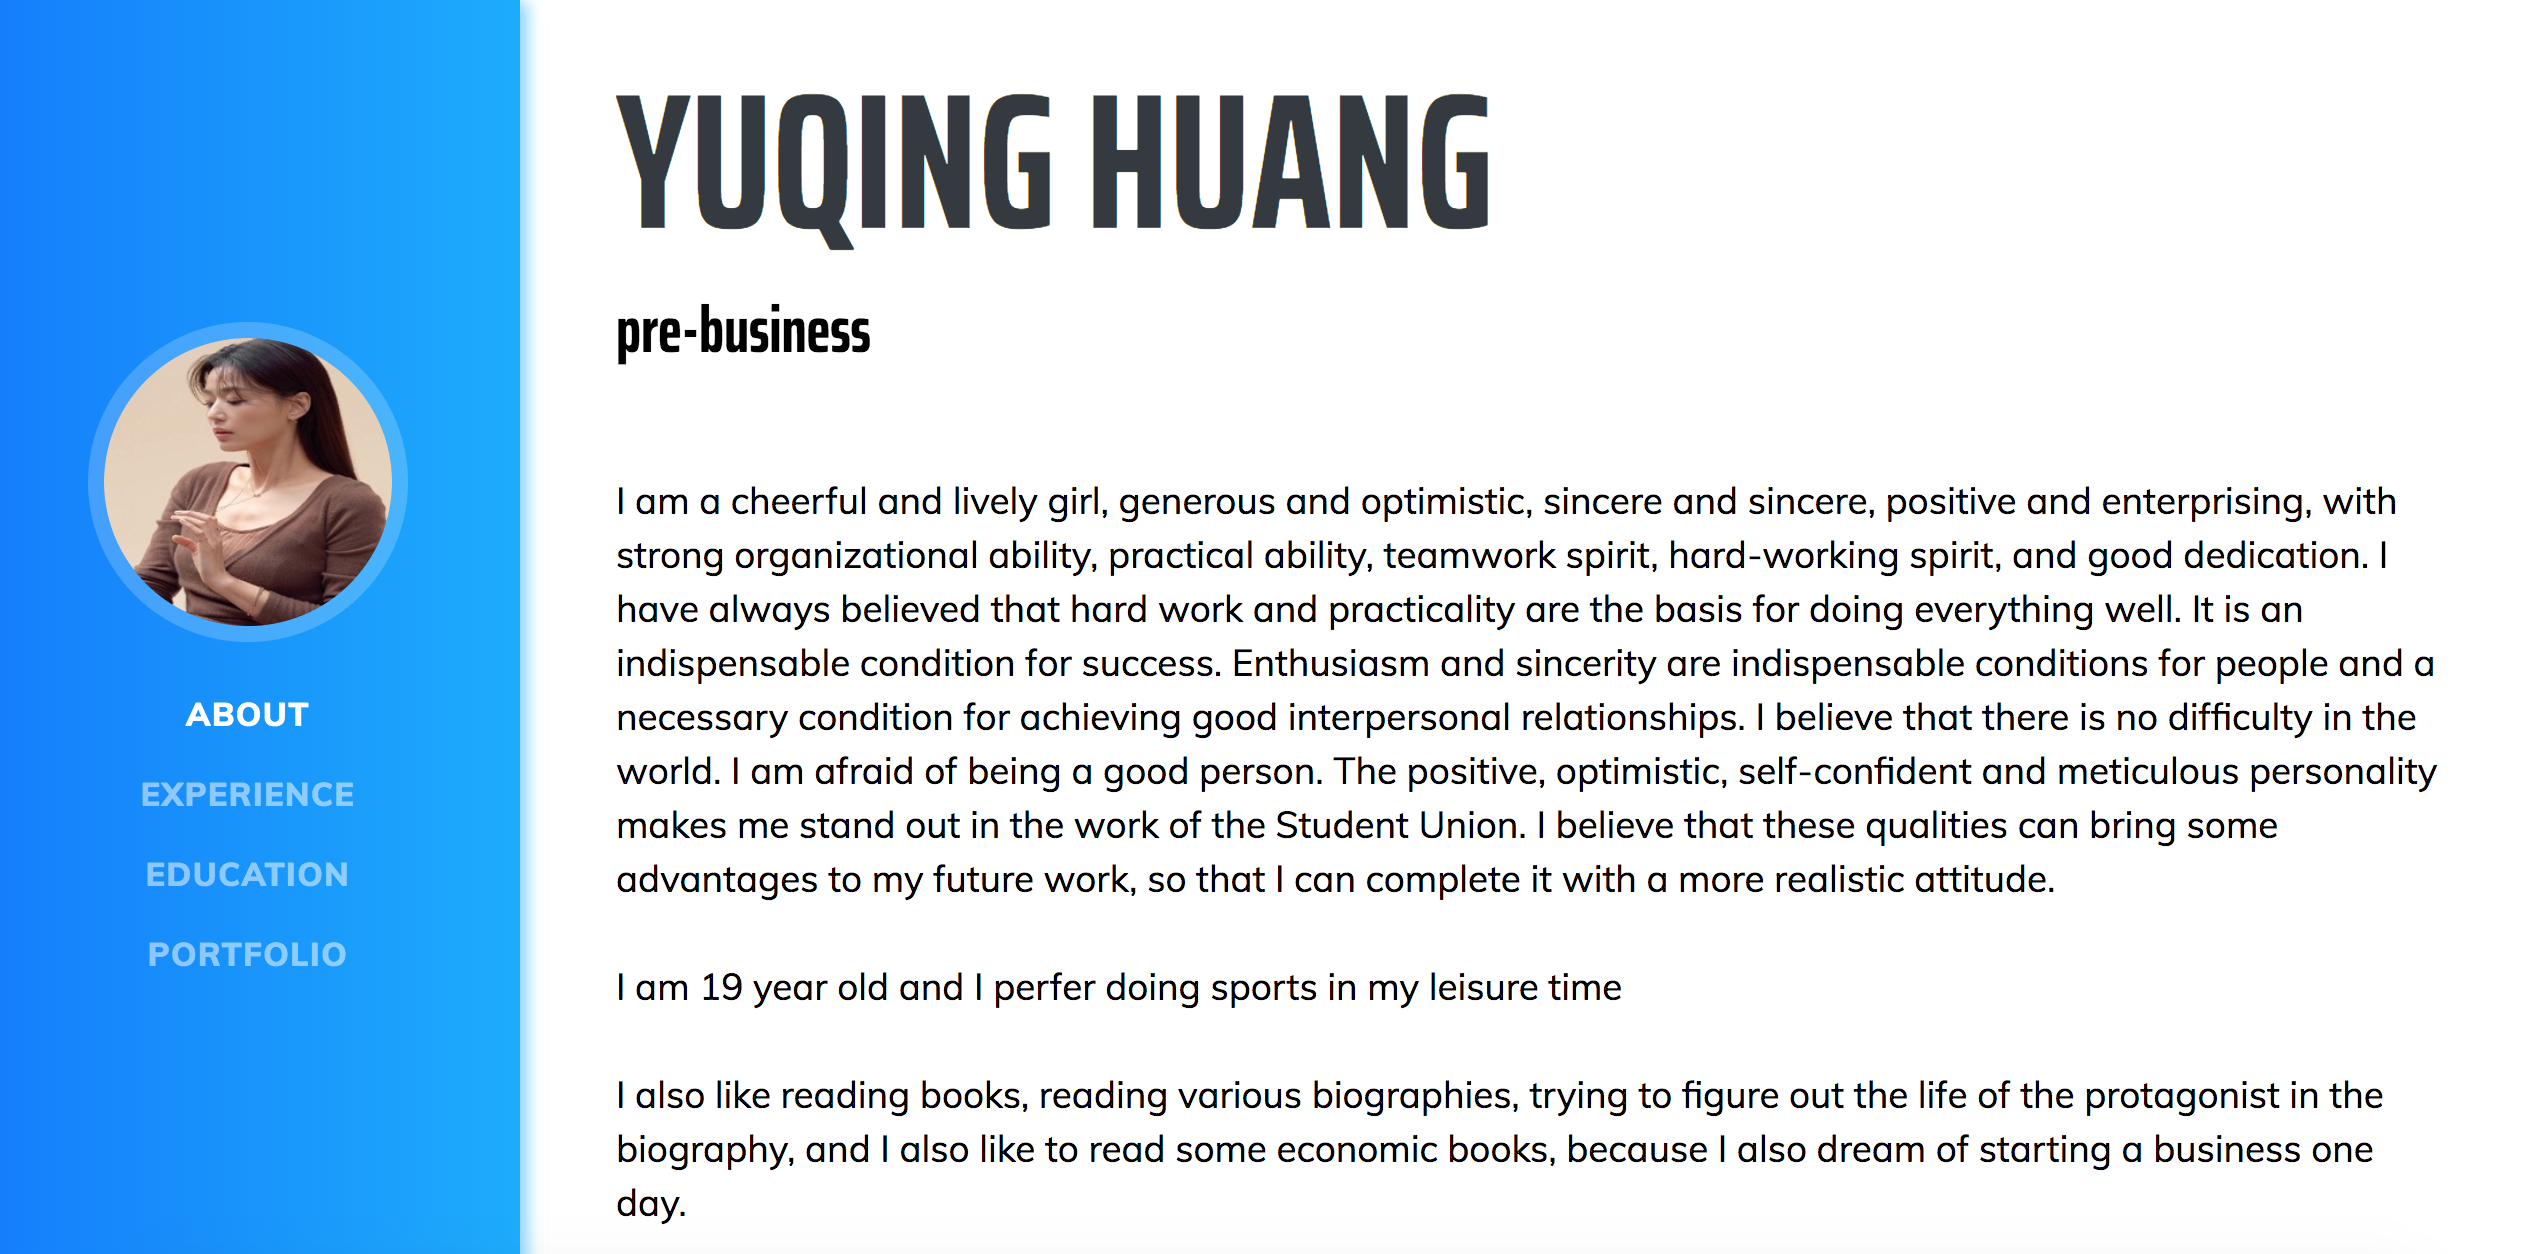 YUQING HUANG
pre-business
ABOUT
EXPERIENCE
EDUCATION
PORTFOLIO
I am a cheerful and lively girl, generous and optimistic, sincere and sincere, positive and enterprising, with
strong organizational ability, practical ability, teamwork spirit, hard-working spirit, and good dedication. I
have always believed that hard work and practicality are the basis for doing everything well. It is an
indispensable condition for success. Enthusiasm and sincerity are indispensable conditions for people and a
necessary condition for achieving good interpersonal relationships. I believe that there is no difficulty in the
world. I am afraid of being a good person. The positive, optimistic, self-confident and meticulous personality
makes me stand out in the work of the Student Union. I believe that these qualities can bring some
advantages to my future work, so that I can complete it with a more realistic attitude.
I am 19 year old and I perfer doing sports in my leisure time
I also like reading books, reading various biographies, trying to figure out the life of the protagonist in the
biography, and I also like to read some economic books, because I also dream of starting a business one
day.